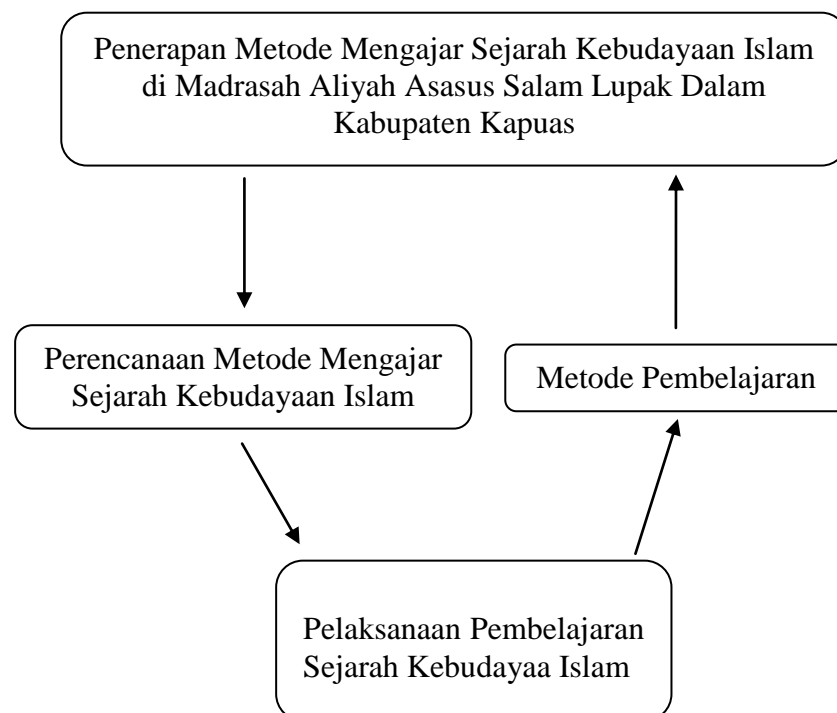 Penerapan Metode Mengajar Sejarah Kebudayaan Islam
di Madrasah Aliyah Asasus Salam Lupak Dalam
Kabupaten Kapuas
Perencanaan Metode Mengajar
Sejarah Kebudayaan Islam
Metode Pembelajaran
Pelaksanaan Pembelajaran
Sejarah Kebudayaa Islam